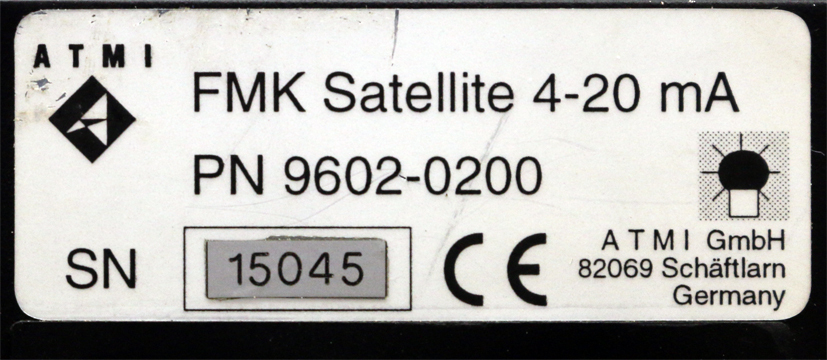 ATMI
FMK Satellite 4-20 mA
PN 9602-0200
SN 15045 CE
ATMI GmbH
82069 Schäftlarn
Germany